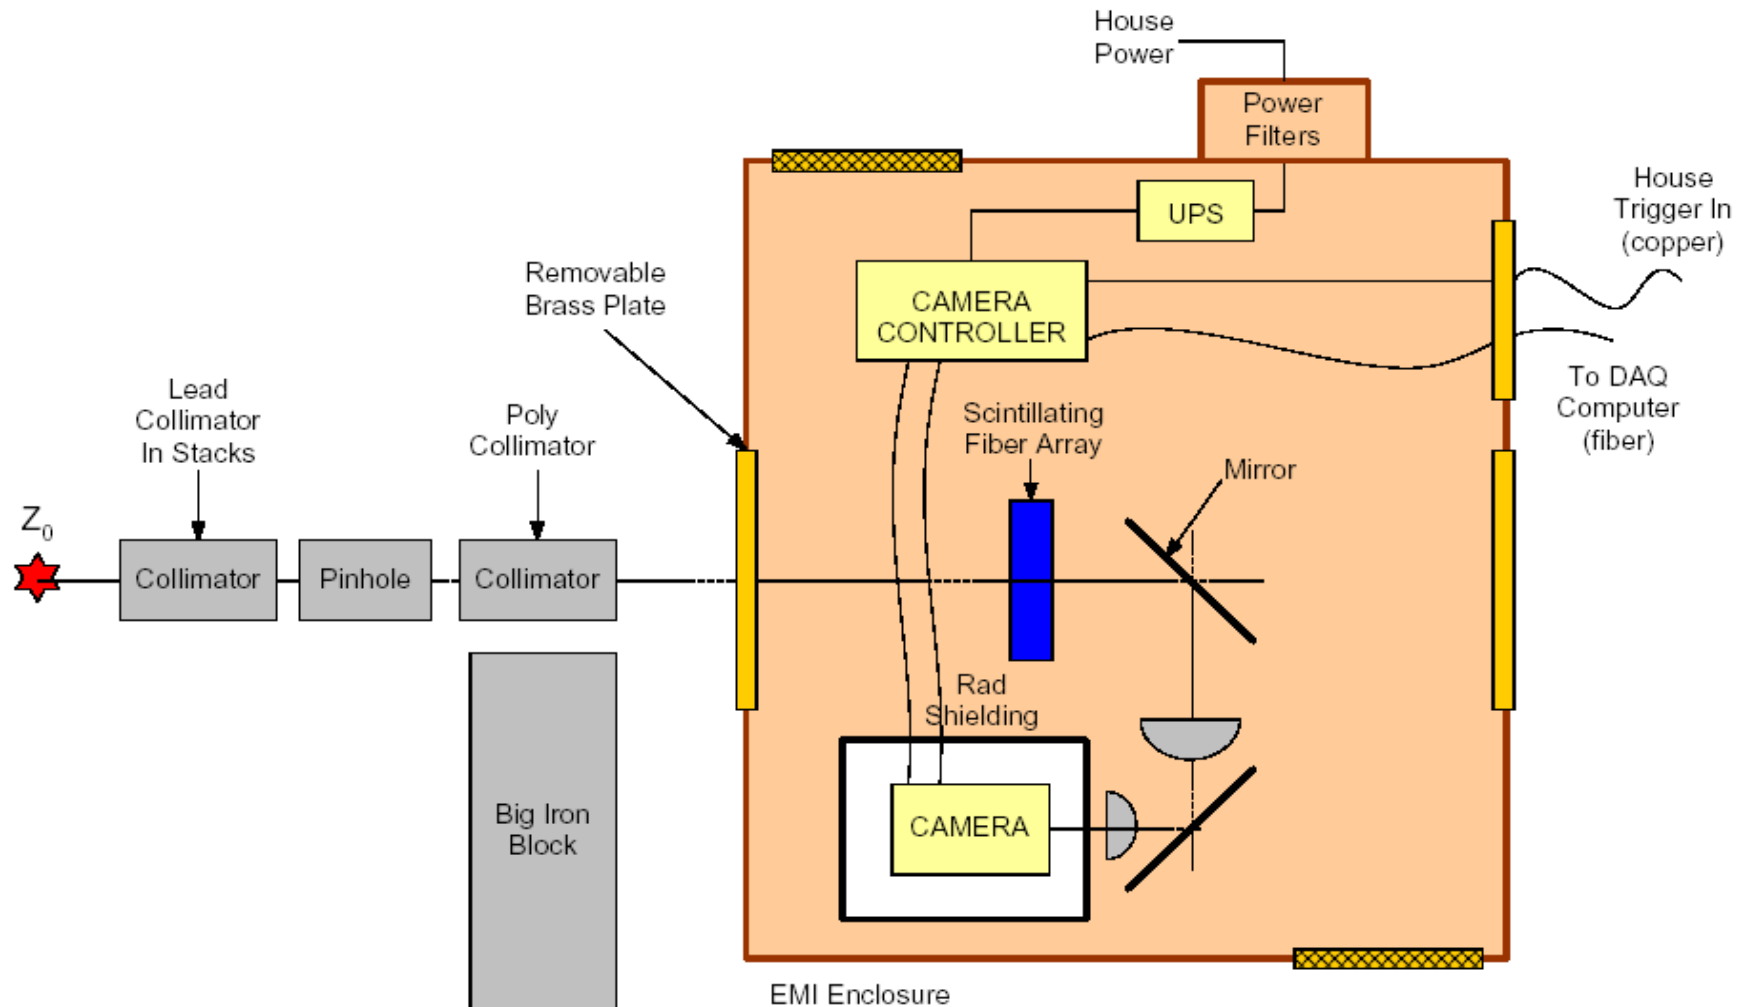 House
Power
Power
Filters
House
Trigger In
(copper)
UPS
Removable
Brass Plate
CAMERA
CONTROLLER
To DAQ
Computer
(fiber)
Lead
Collimator
In Stacks
Poly
Collimator
Scintillating
Fiber Array
Mirror
Z₀
Collimator
Pinhole
Collimator
Rad
Shielding
Big Iron
Block
CAMERA
EMI Enclosure